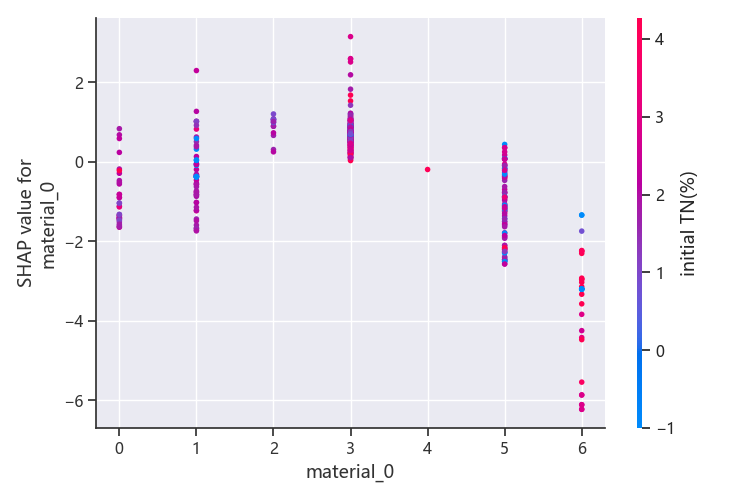 2
0
−2
−4
−6
SHAP value for
material_0
0 1 2 3 4 5 6
material_0
4
3
2
1
0
−1
initial TN(%)